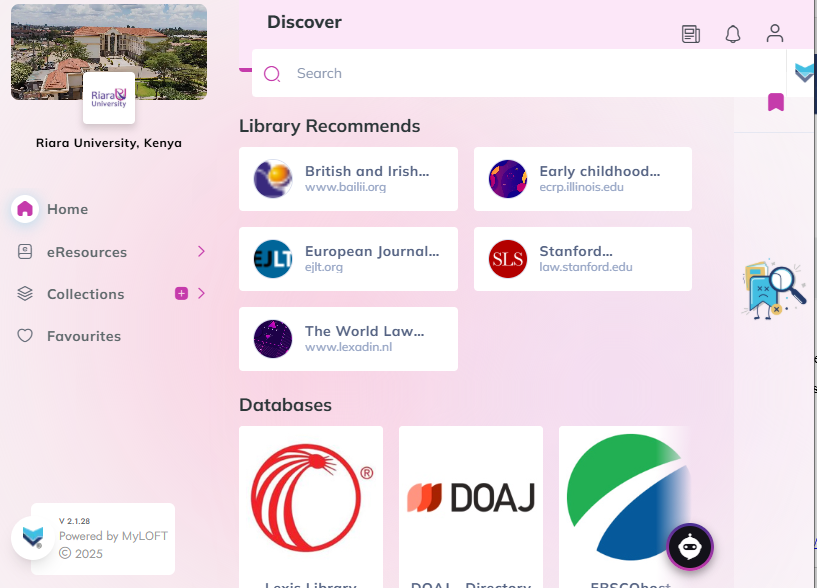 Discover
Search
Riara
University
Riara University, Kenya
Home
eResources
Collections
Favourites
Library Recommends
British and Irish...
www.bailii.org
Early childhood...
ecrp.illinois.edu
EJLT
European Journal...
ejlt.org
SLS
Stanford...
law.stanford.edu
The World Law...
www.lexadin.nl
Databases
®
DOAJ
Lexis Library
DOAJ - Directory
EBSCOhost
V 2.1.28
Powered by MyLOFT
© 2025